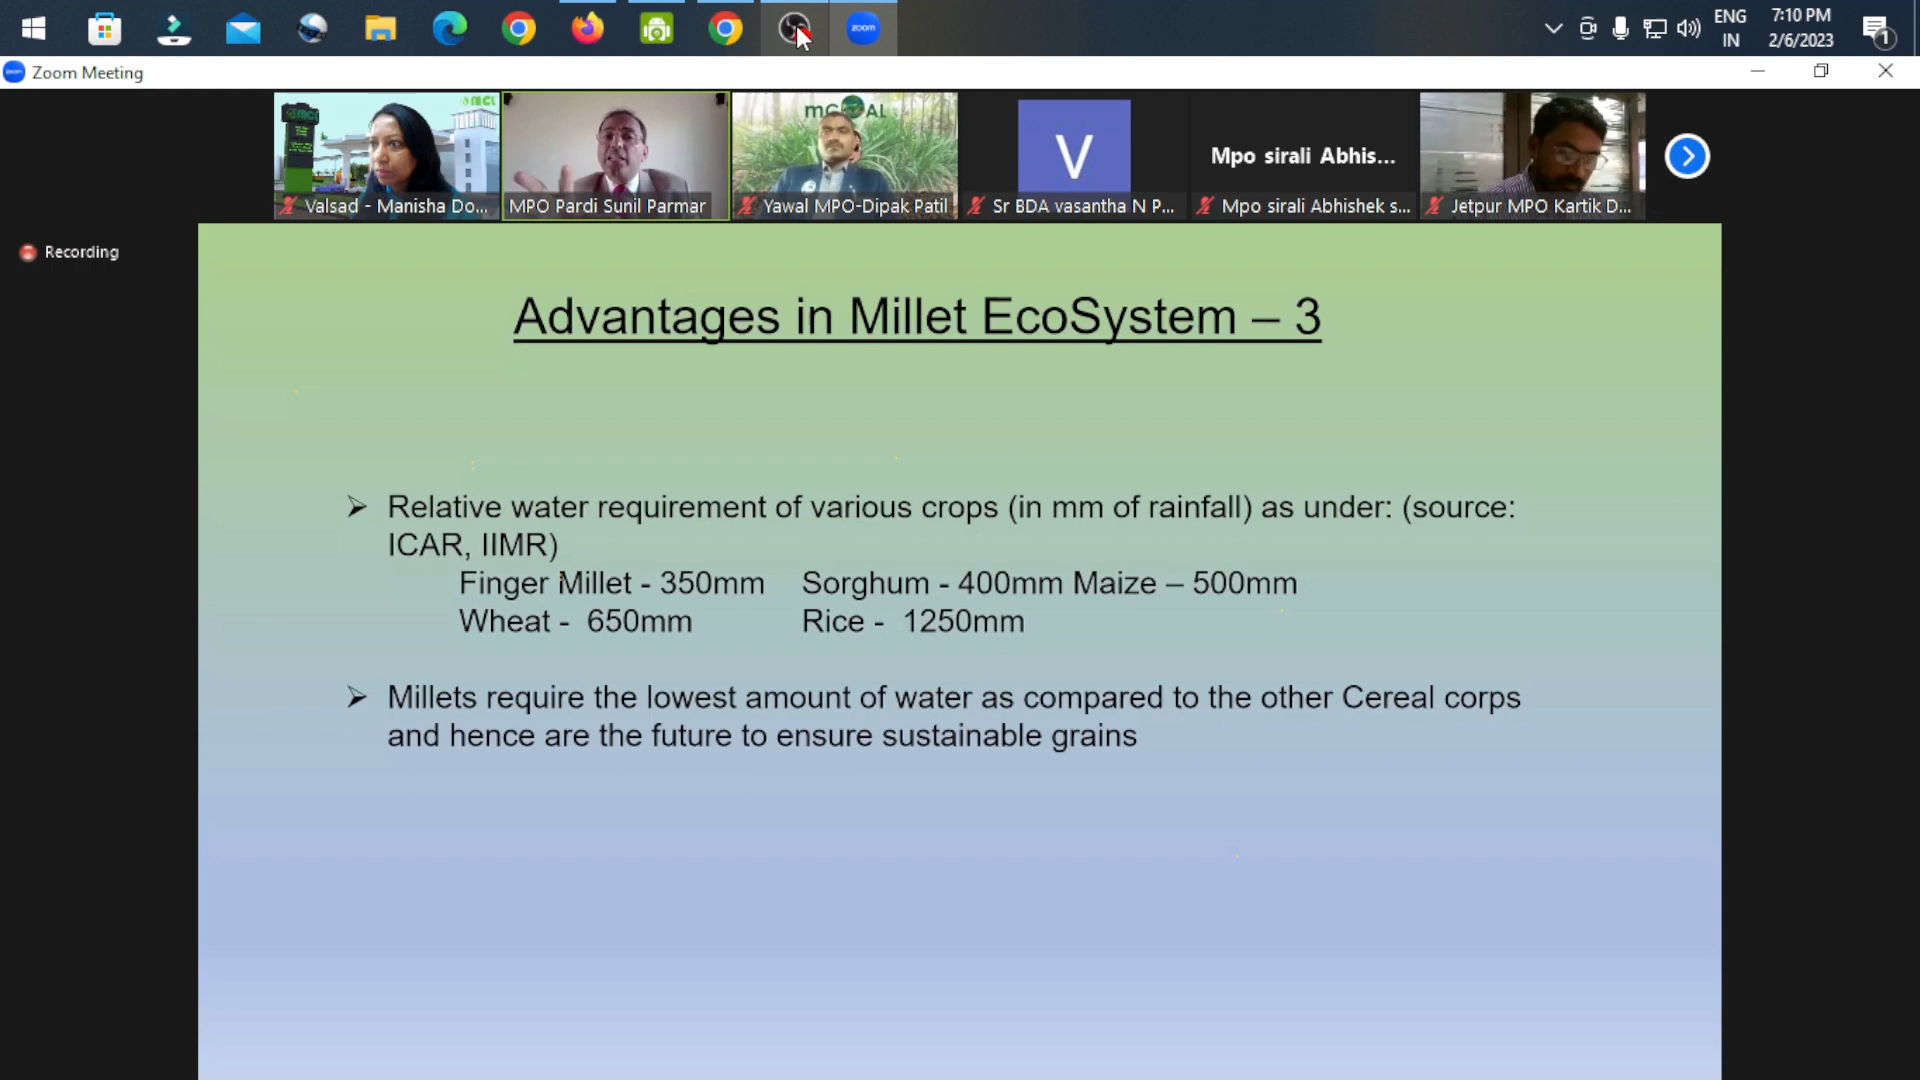 zoom
ENG
IN
7:10 PM
2/6/2023
1
Zoom Meeting
mCL
mCOAL
V
Mpo sirali Abhis...
Valsad - Manisha Do...
MPO Pardi Sunil Parmar
Yawal MPO-Dipak Patil
Sr BDA vasantha N P...
Mpo sirali Abhishek s...
Jetpur MPO Kartik D...
Recording
Advantages in Millet EcoSystem – 3
➢ Relative water requirement of various crops (in mm of rainfall) as under: (source:
ICAR, IIMR)
Finger Millet - 350mm Sorghum - 400mm Maize – 500mm
Wheat - 650mm Rice - 1250mm
➢ Millets require the lowest amount of water as compared to the other Cereal corps
and hence are the future to ensure sustainable grains